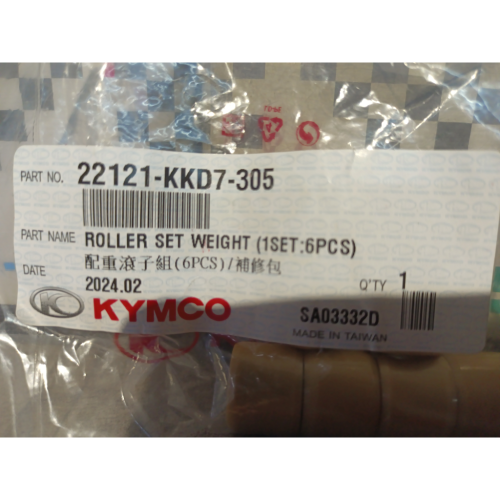 PART NO. 22121-KKD7-305
PART NAME ROLLER SET WEIGHT (1SET:6PCS)
配重滾子組(6PCS)/補修包
DATE 2024.02 Q'TY 1
KYMCO SA03332D
MADE IN TAIWAN